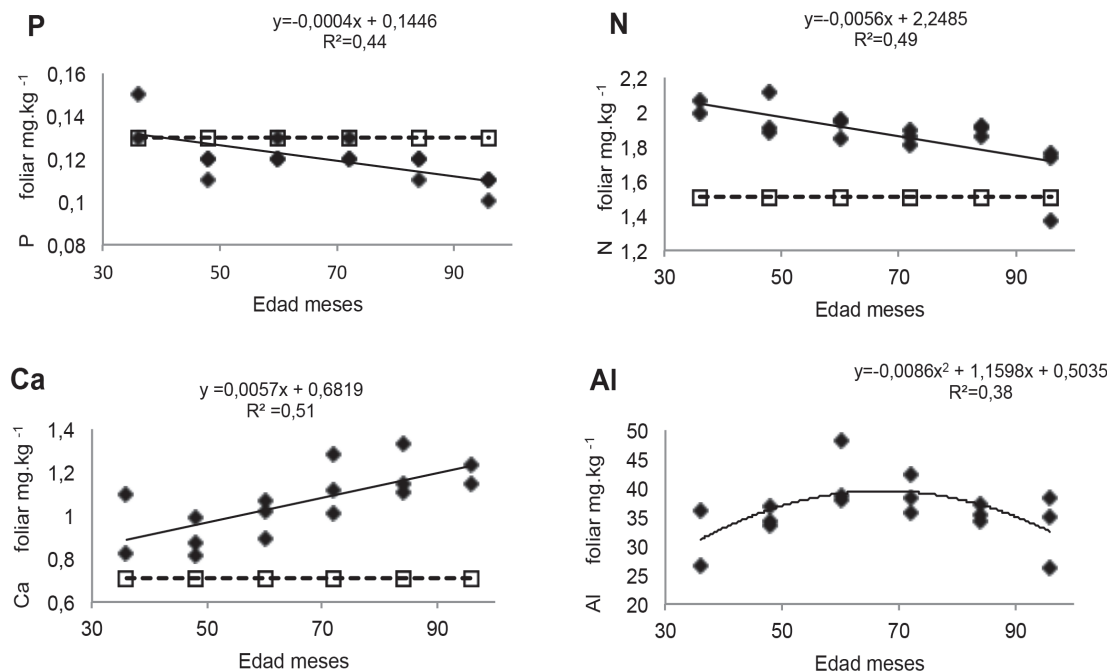 P
y=-0,0004x + 0,1446
R²=0,44
0,16
0,14
0,12
0,1
0,08
P foliar mg.kg ⁻¹
30 50 70 90
Edad meses
N
y=-0,0056x + 2,2485
R²=0,49
2,2
2
1,8
1,6
1,4
1,2
N foliar mg.kg ⁻¹
30 50 70 90
Edad meses
Ca
y =0,0057x + 0,6819
R² =0,51
1,4
1,2
1
0,8
0,6
Ca foliar mg.kg ⁻¹
30 50 70 90
Edad meses
Al
y=-0,0086x² + 1,1598x + 0,5035
R²=0,38
50
45
40
35
30
25
20
Al foliar mg.kg ⁻¹
30 50 70 90
Edad meses